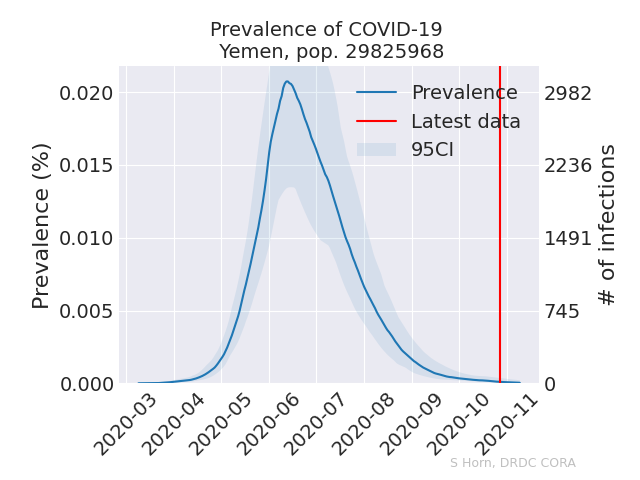 Prevalence of COVID-19
Yemen, pop. 29825968
Prevalence
Latest data
95CI
Prevalence (%)
0.020
0.015
0.010
0.005
0.000
2982
2236
1491
745
0
# of infections
2020-03
2020-04
2020-05
2020-06
2020-07
2020-08
2020-09
2020-10
2020-11
S Horn, DRDC CORA